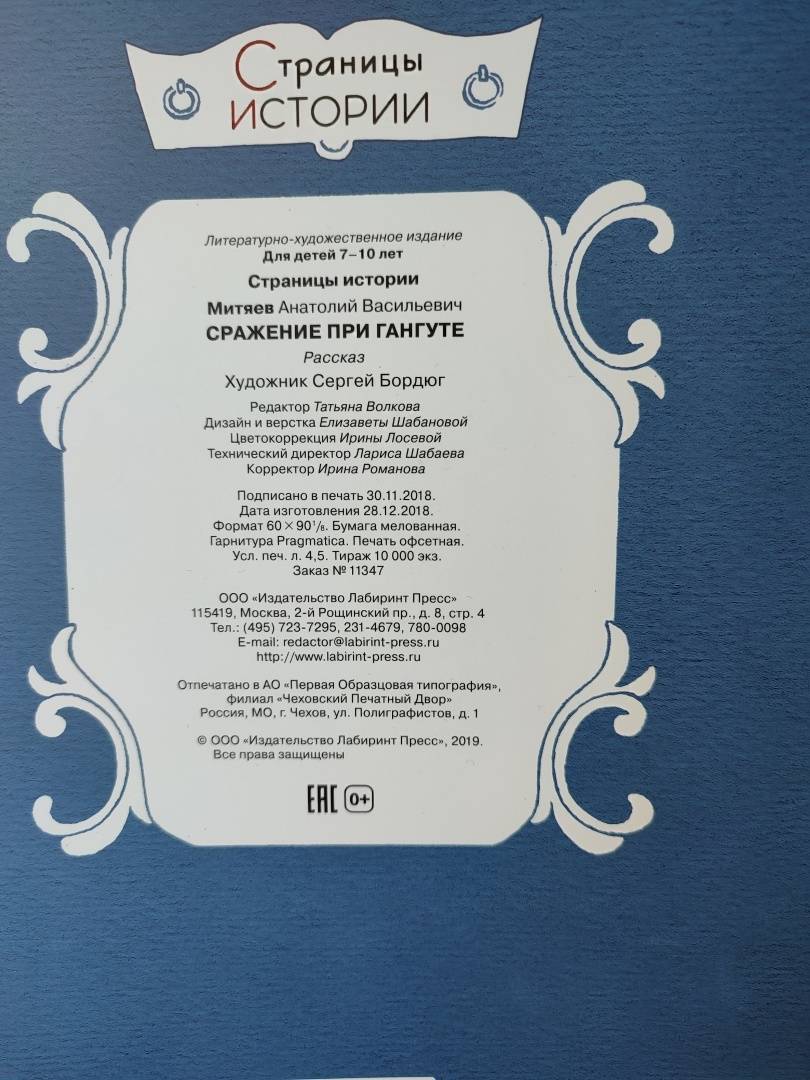 Страницы
ИСТОРИИ
Литературно-художественное издание
Для детей 7–10 лет
Страницы истории
Митяев Анатолий Васильевич
СРАЖЕНИЕ ПРИ ГАНГУТЕ
Рассказ
Художник Сергей Бордюг
Редактор Татьяна Волкова
Дизайн и верстка Елизаветы Шабановой
Цветокоррекция Ирины Лосевой
Технический директор Лариса Шабаева
Корректор Ирина Романова
Подписано в печать 30.11.2018.
Дата изготовления 28.12.2018.
Формат 60 × 90 ¹/₈. Бумага мелованная.
Гарнитура Pragmatica. Печать офсетная.
Усл. печ. л. 4,5. Тираж 10 000 экз.
Заказ № 11347
ООО «Издательство Лабиринт Пресс»
115419, Москва, 2-й Рощинский пр., д. 8, стр. 4
Тел.: (495) 723-7295, 231-4679, 780-0098
E-mail: redactor@labirint-press.ru
http://www.labirint-press.ru
Отпечатано в АО «Первая Образцовая типография»,
филиал «Чеховский Печатный Двор»
Россия, МО, г. Чехов, ул. Полиграфистов, д. 1
© ООО «Издательство Лабиринт Пресс», 2019.
Все права защищены
ЕАС 0+